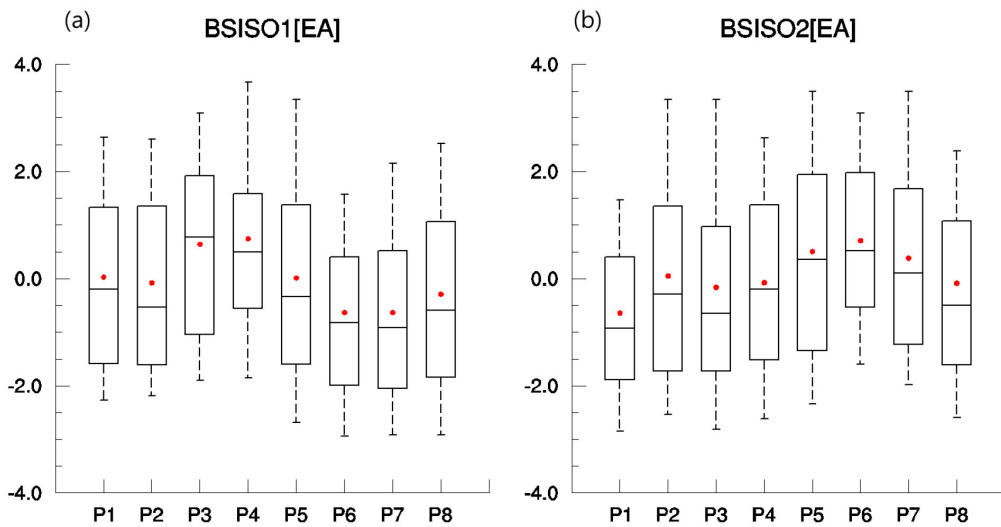 (a)
BSISO1[EA]
4.0
2.0
0.0
-2.0
-4.0
P1 P2 P3 P4 P5 P6 P7 P8
(b)
BSISO2[EA]
4.0
2.0
0.0
-2.0
-4.0
P1 P2 P3 P4 P5 P6 P7 P8